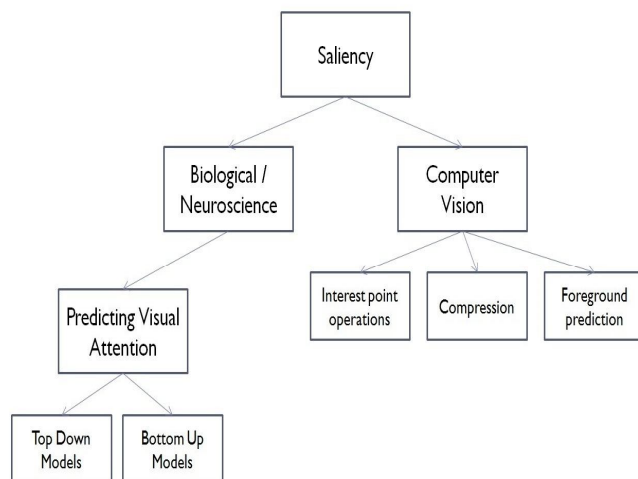 Saliency
Biological /
Neuroscience
Computer
Vision
Predicting Visual
Attention
Interest point
operations
Compression
Foreground
prediction
Top Down
Models
Bottom Up
Models